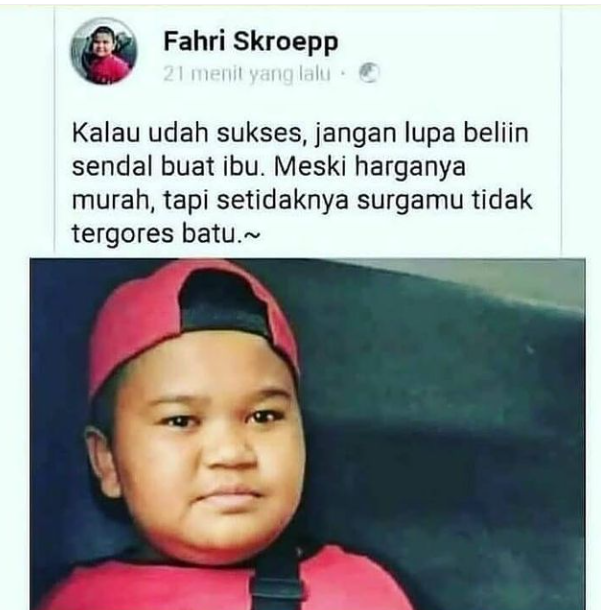 Fahri Skroepp
21 menit yang lalu ·
Kalau udah sukses, jangan lupa beliin
sendal buat ibu. Meski harganya
murah, tapi setidaknya surgamu tidak
tergores batu.~